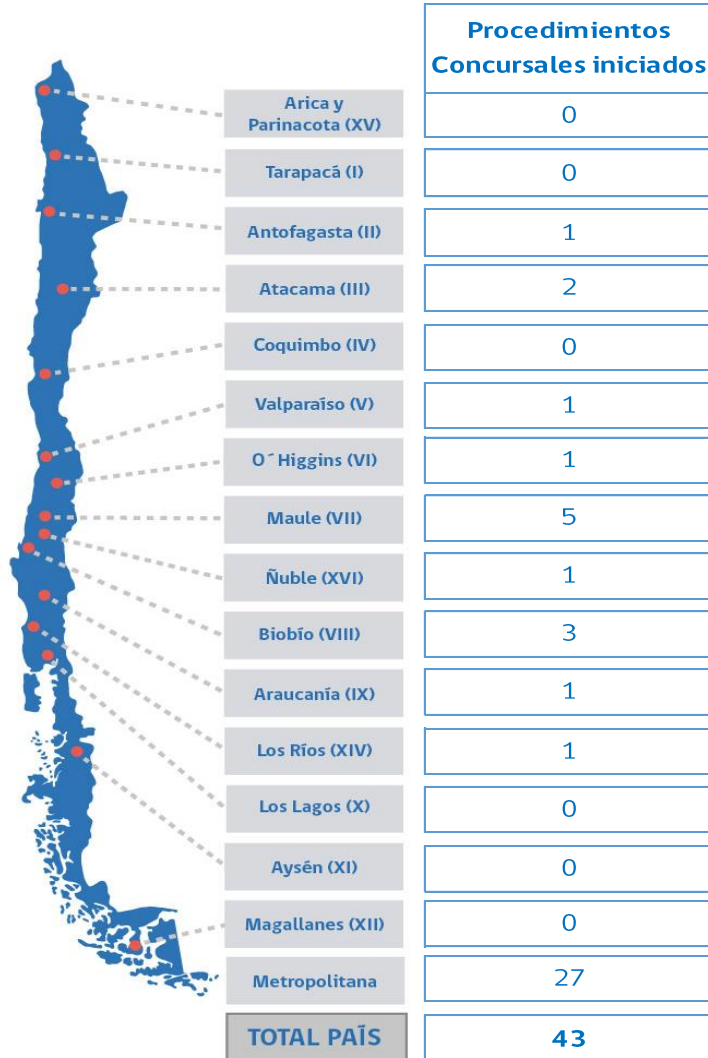 Procedimientos
Concursales iniciados
Arica y
Parinacota (XV)
0
Tarapacá (I)
0
Antofagasta (II)
1
Atacama (III)
2
Coquimbo (IV)
0
Valparaíso (V)
1
O´Higgins (VI)
1
Maule (VII)
5
Ñuble (XVI)
1
Biobío (VIII)
3
Araucanía (IX)
1
Los Ríos (XIV)
1
Los Lagos (X)
0
Aysén (XI)
0
Magallanes (XII)
0
Metropolitana
27
TOTAL PAÍS
43